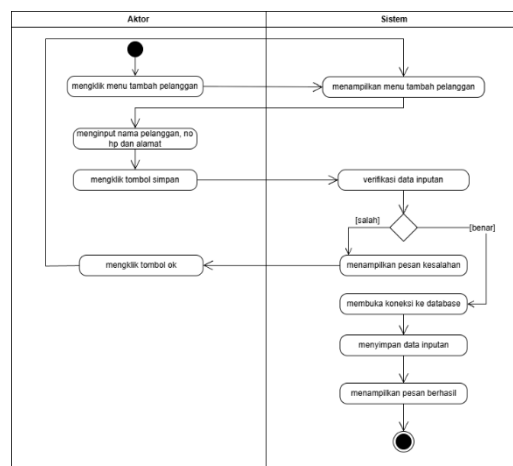 Aktor
Sistem
mengklik menu tambah pelanggan
menampilkan menu tambah pelanggan
menginput nama pelanggan, no
hp dan alamat
mengklik tombol simpan
verifikasi data inputan
[salah]
[benar]
mengklik tombol ok
menampilkan pesan kesalahan
membuka koneksi ke database
menyimpan data inputan
menampilkan pesan berhasil